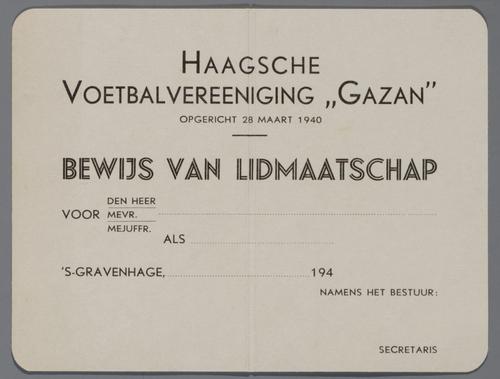 HAAGSCHE
VOETBALVEREENIGING „GAZAN”
OPGERICHT 28 MAART 1940
BEWIJS VAN LIDMAATSCHAP
DEN HEER
VOOR MEVR.
MEJUFFR.
ALS
'S-GRAVENHAGE, 194
NAMENS HET BESTUUR:
SECRETARIS